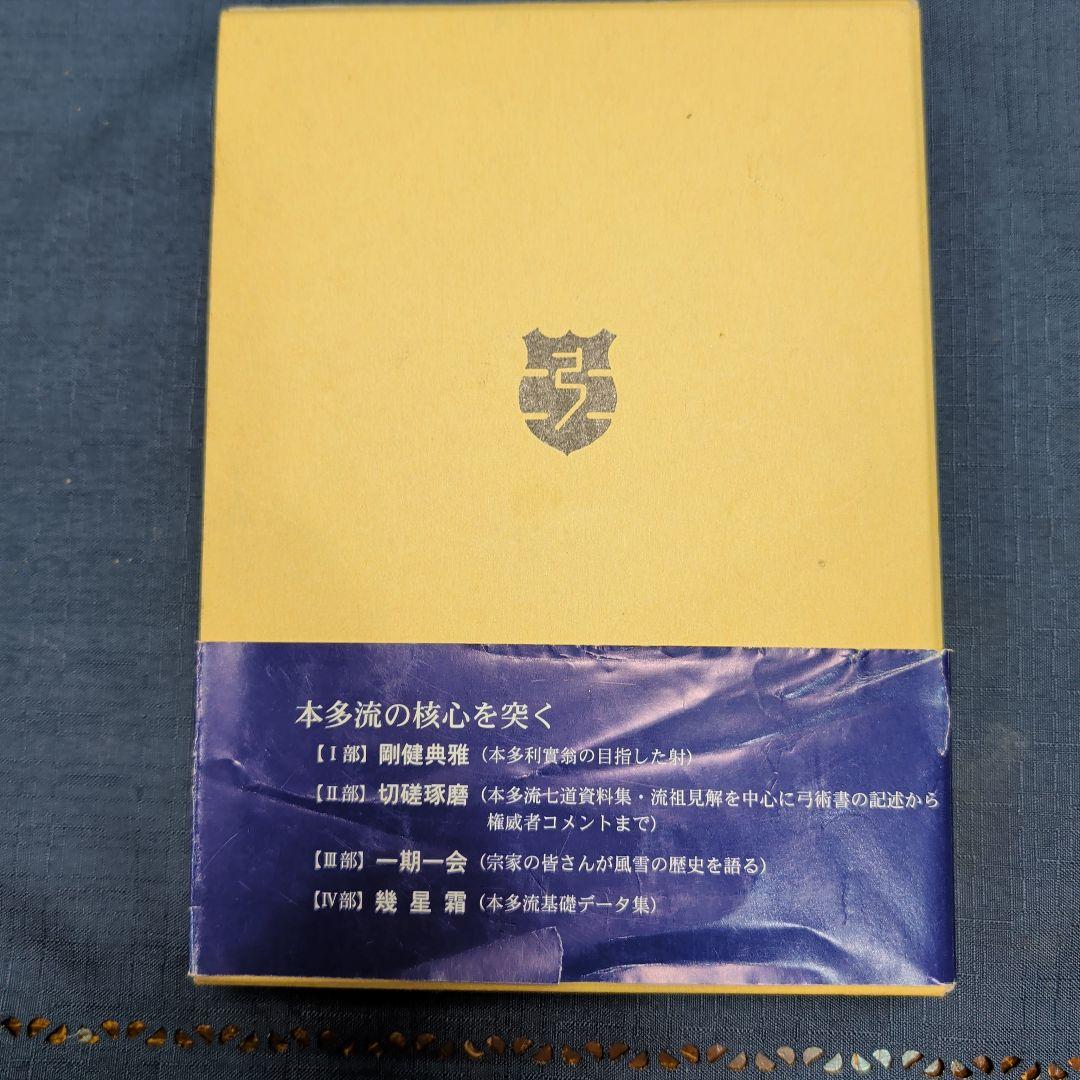 弓
本多流の核心を突く
【Ⅰ部】剛健典雅（本多利實翁の目指した射）
【Ⅱ部】切磋琢磨（本多流七道資料集・流祖見解を中心に弓術書の記述から
権威者コメントまで）
【Ⅲ部】一期一会（宗家の皆さんが風雪の歴史を語る）
【Ⅳ部】幾星霜（本多流基礎データ集）